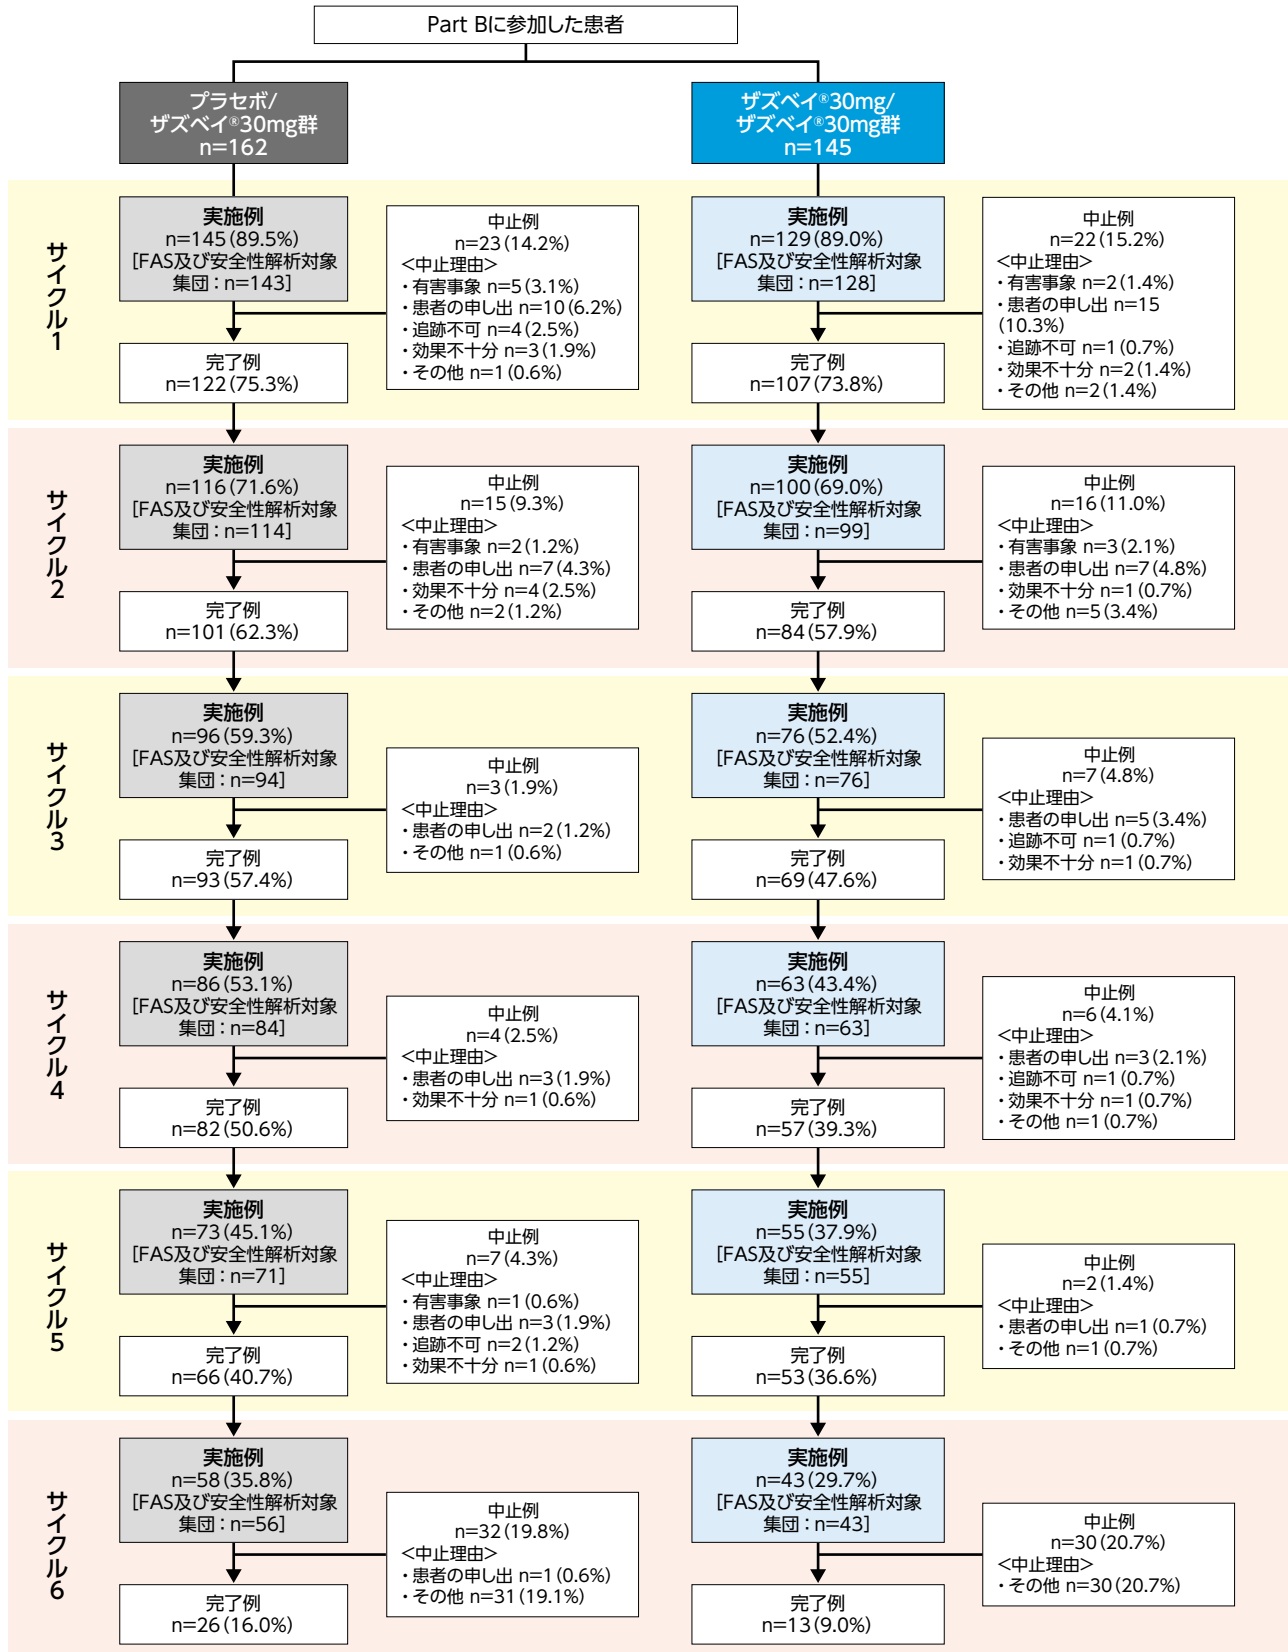 Part Bに参加した患者
プラセボ/
ザズベイ®30mg群
n=162
ザズベイ®30mg/
ザズベイ®30mg群
n=145
サイクル1
実施例
n=145(89.5%)
[FAS及び安全性解析対象
集団：n=143]
中止例
n=23(14.2%)
<中止理由>
・有害事象 n=5(3.1%)
・患者の申し出 n=10(6.2%)
・追跡不可 n=4(2.5%)
・効果不十分 n=3(1.9%)
・その他 n=1(0.6%)
完了例
n=122(75.3%)
実施例
n=129(89.0%)
[FAS及び安全性解析対象
集団：n=128]
中止例
n=22(15.2%)
<中止理由>
・有害事象 n=2(1.4%)
・患者の申し出 n=15
(10.3%)
・追跡不可 n=1(0.7%)
・効果不十分 n=2(1.4%)
・その他 n=2(1.4%)
完了例
n=107(73.8%)
サイクル2
実施例
n=116(71.6%)
[FAS及び安全性解析対象
集団：n=114]
中止例
n=15(9.3%)
<中止理由>
・有害事象 n=2(1.2%)
・患者の申し出 n=7(4.3%)
・効果不十分 n=4(2.5%)
・その他 n=2(1.2%)
完了例
n=101(62.3%)
実施例
n=100(69.0%)
[FAS及び安全性解析対象
集団：n=99]
中止例
n=16(11.0%)
<中止理由>
・有害事象 n=3(2.1%)
・患者の申し出 n=7(4.8%)
・効果不十分 n=1(0.7%)
・その他 n=5(3.4%)
完了例
n=84(57.9%)
サイクル3
実施例
n=96(59.3%)
[FAS及び安全性解析対象
集団：n=94]
中止例
n=3(1.9%)
<中止理由>
・患者の申し出 n=2(1.2%)
・その他 n=1(0.6%)
完了例
n=93(57.4%)
実施例
n=76(52.4%)
[FAS及び安全性解析対象
集団：n=76]
中止例
n=7(4.8%)
<中止理由>
・患者の申し出 n=5(3.4%)
・追跡不可 n=1(0.7%)
・効果不十分 n=1(0.7%)
完了例
n=69(47.6%)
サイクル4
実施例
n=86(53.1%)
[FAS及び安全性解析対象
集団：n=84]
中止例
n=4(2.5%)
<中止理由>
・患者の申し出 n=3(1.9%)
・効果不十分 n=1(0.6%)
完了例
n=82(50.6%)
実施例
n=63(43.4%)
[FAS及び安全性解析対象
集団：n=63]
中止例
n=6(4.1%)
<中止理由>
・患者の申し出 n=3(2.1%)
・追跡不可 n=1(0.7%)
・効果不十分 n=1(0.7%)
・その他 n=1(0.7%)
完了例
n=57(39.3%)
サイクル5
実施例
n=73(45.1%)
[FAS及び安全性解析対象
集団：n=71]
中止例
n=7(4.3%)
<中止理由>
・有害事象 n=1(0.6%)
・患者の申し出 n=3(1.9%)
・追跡不可 n=2(1.2%)
・効果不十分 n=1(0.6%)
完了例
n=66(40.7%)
実施例
n=55(37.9%)
[FAS及び安全性解析対象
集団：n=55]
中止例
n=2(1.4%)
<中止理由>
・患者の申し出 n=1(0.7%)
・その他 n=1(0.7%)
完了例
n=53(36.6%)
サイクル6
実施例
n=58(35.8%)
[FAS及び安全性解析対象
集団：n=56]
中止例
n=32(19.8%)
<中止理由>
・患者の申し出 n=1(0.6%)
・その他 n=31(19.1%)
完了例
n=26(16.0%)
実施例
n=43(29.7%)
[FAS及び安全性解析対象
集団：n=43]
中止例
n=30(20.7%)
<中止理由>
・その他 n=30(20.7%)
完了例
n=13(9.0%)